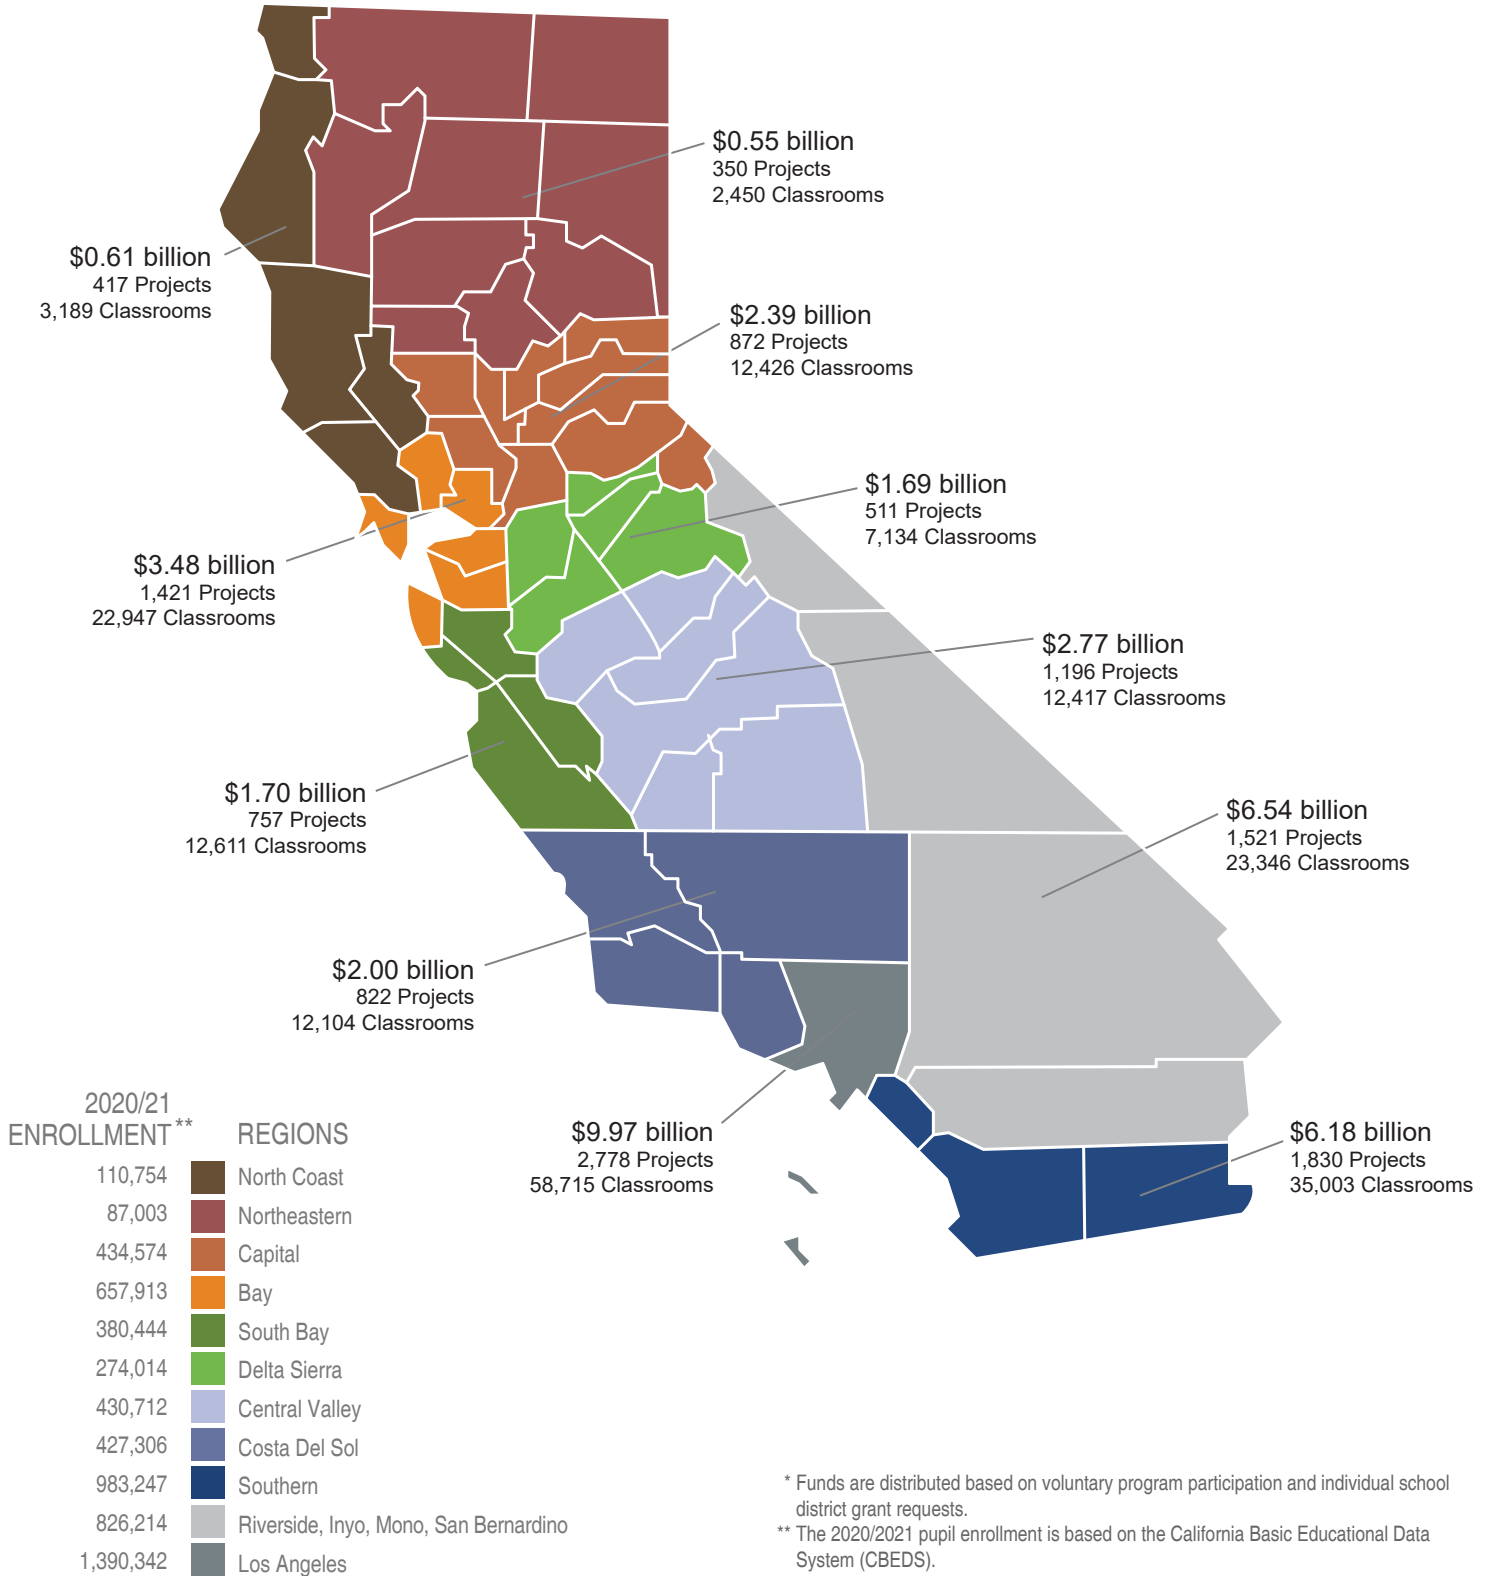 $0.55 billion
350 Projects
2,450 Classrooms
$0.61 billion
417 Projects
3,189 Classrooms
$2.39 billion
872 Projects
12,426 Classrooms
$1.69 billion
511 Projects
7,134 Classrooms
$3.48 billion
1,421 Projects
22,947 Classrooms
$2.77 billion
1,196 Projects
12,417 Classrooms
$1.70 billion
757 Projects
12,611 Classrooms
$6.54 billion
1,521 Projects
23,346 Classrooms
$2.00 billion
822 Projects
12,104 Classrooms
$9.97 billion
2,778 Projects
58,715 Classrooms
$6.18 billion
1,830 Projects
35,003 Classrooms
2020/21
ENROLLMENT** REGIONS
110,754 North Coast
87,003 Northeastern
434,574 Capital
657,913 Bay
380,444 South Bay
274,014 Delta Sierra
430,712 Central Valley
427,306 Costa Del Sol
983,247 Southern
826,214 Riverside, Inyo, Mono, San Bernardino
1,390,342 Los Angeles
* Funds are distributed based on voluntary program participation and individual school
district grant requests.
** The 2020/2021 pupil enrollment is based on the California Basic Educational Data
System (CBEDS).